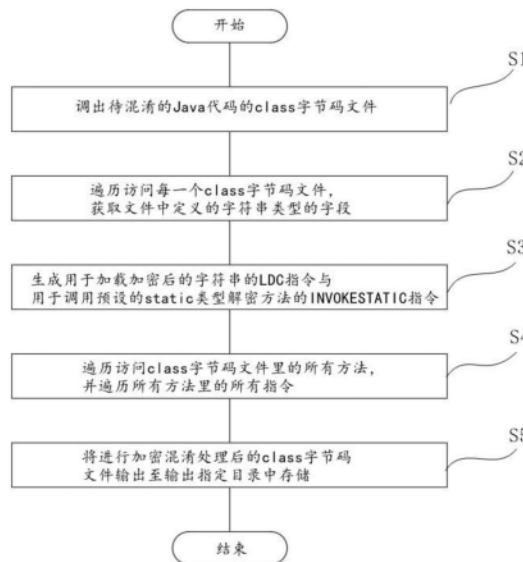 开始
S1
调出待混淆的Java代码的class字节码文件
S2
遍历访问每一个class字节码文件,
获取文件中定义的字符串类型的字段
S3
生成用于加载加密后的字符串的LDC指令与
用于调用预设的static类型解密方法的INVOKESTATIC指令
S4
遍历访问class字节码文件里的所有方法,
并遍历所有方法里的所有指令
S5
将进行加密混淆处理后的class字节码
文件输出至输出指定目录中存储
结束